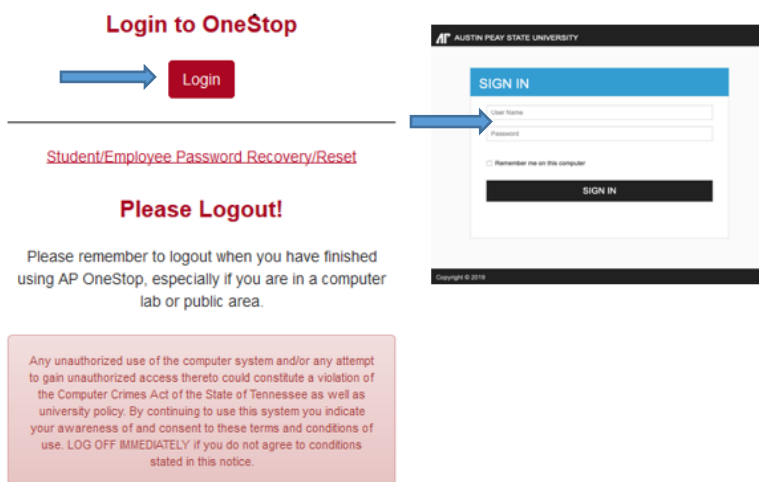 Login to OneStop
Login
Student/Employee Password Recovery/Reset
Please Logout!
Please remember to logout when you have finished
using AP OneStop, especially if you are in a computer
lab or public area.
Any unauthorized use of the computer system and/or any attempt
to gain unauthorized access thereto could constitute a violation of
the Computer Crimes Act of the State of Tennessee as well as
university policy. By continuing to use this system you indicate
your awareness of and consent to these terms and conditions of
use. LOG OFF IMMEDIATELY if you do not agree to conditions
stated in this notice.
AP AUSTIN PEAY STATE UNIVERSITY
SIGN IN
User Name
Password
Remember me on this computer
SIGN IN
Copyright © 2019